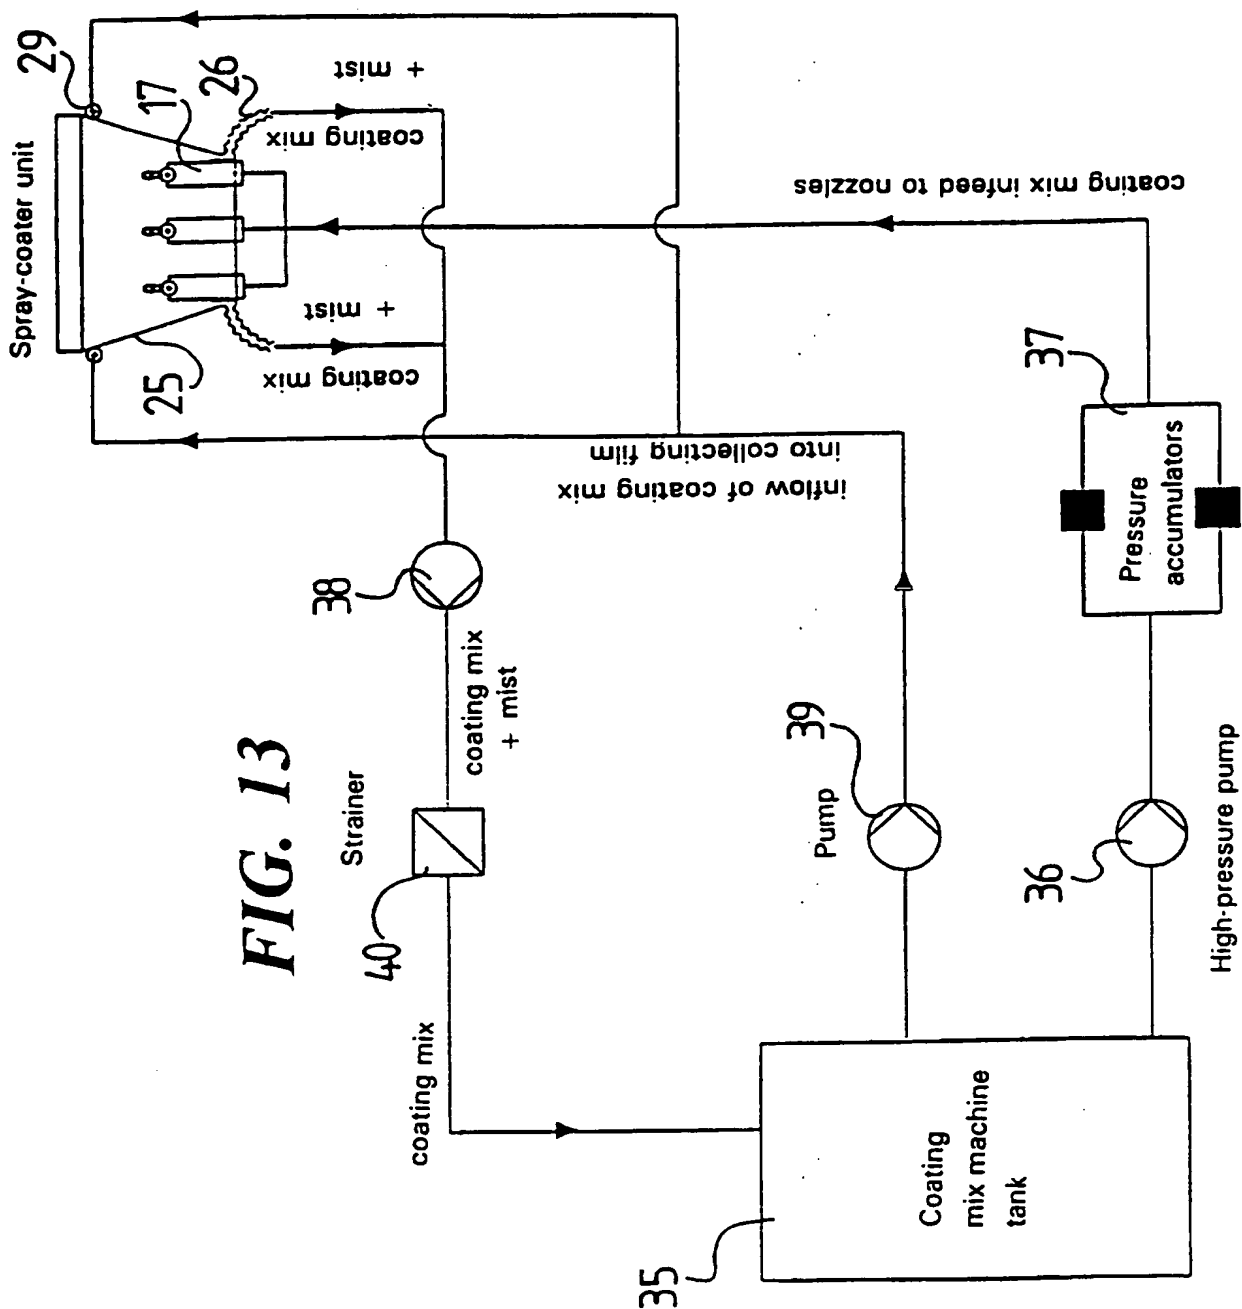 FIG. 13
Spray-coater unit
29
17
26
25
coating mix
+ mist
coating mix
+ mist
coating mix infeed to nozzles
inflow of coating mix
into collecting film
38
coating mix
+ mist
Strainer
40
coating mix
Pump
39
37
Pressure
accumulators
36
High-pressure pump
35
Coating
mix machine
tank